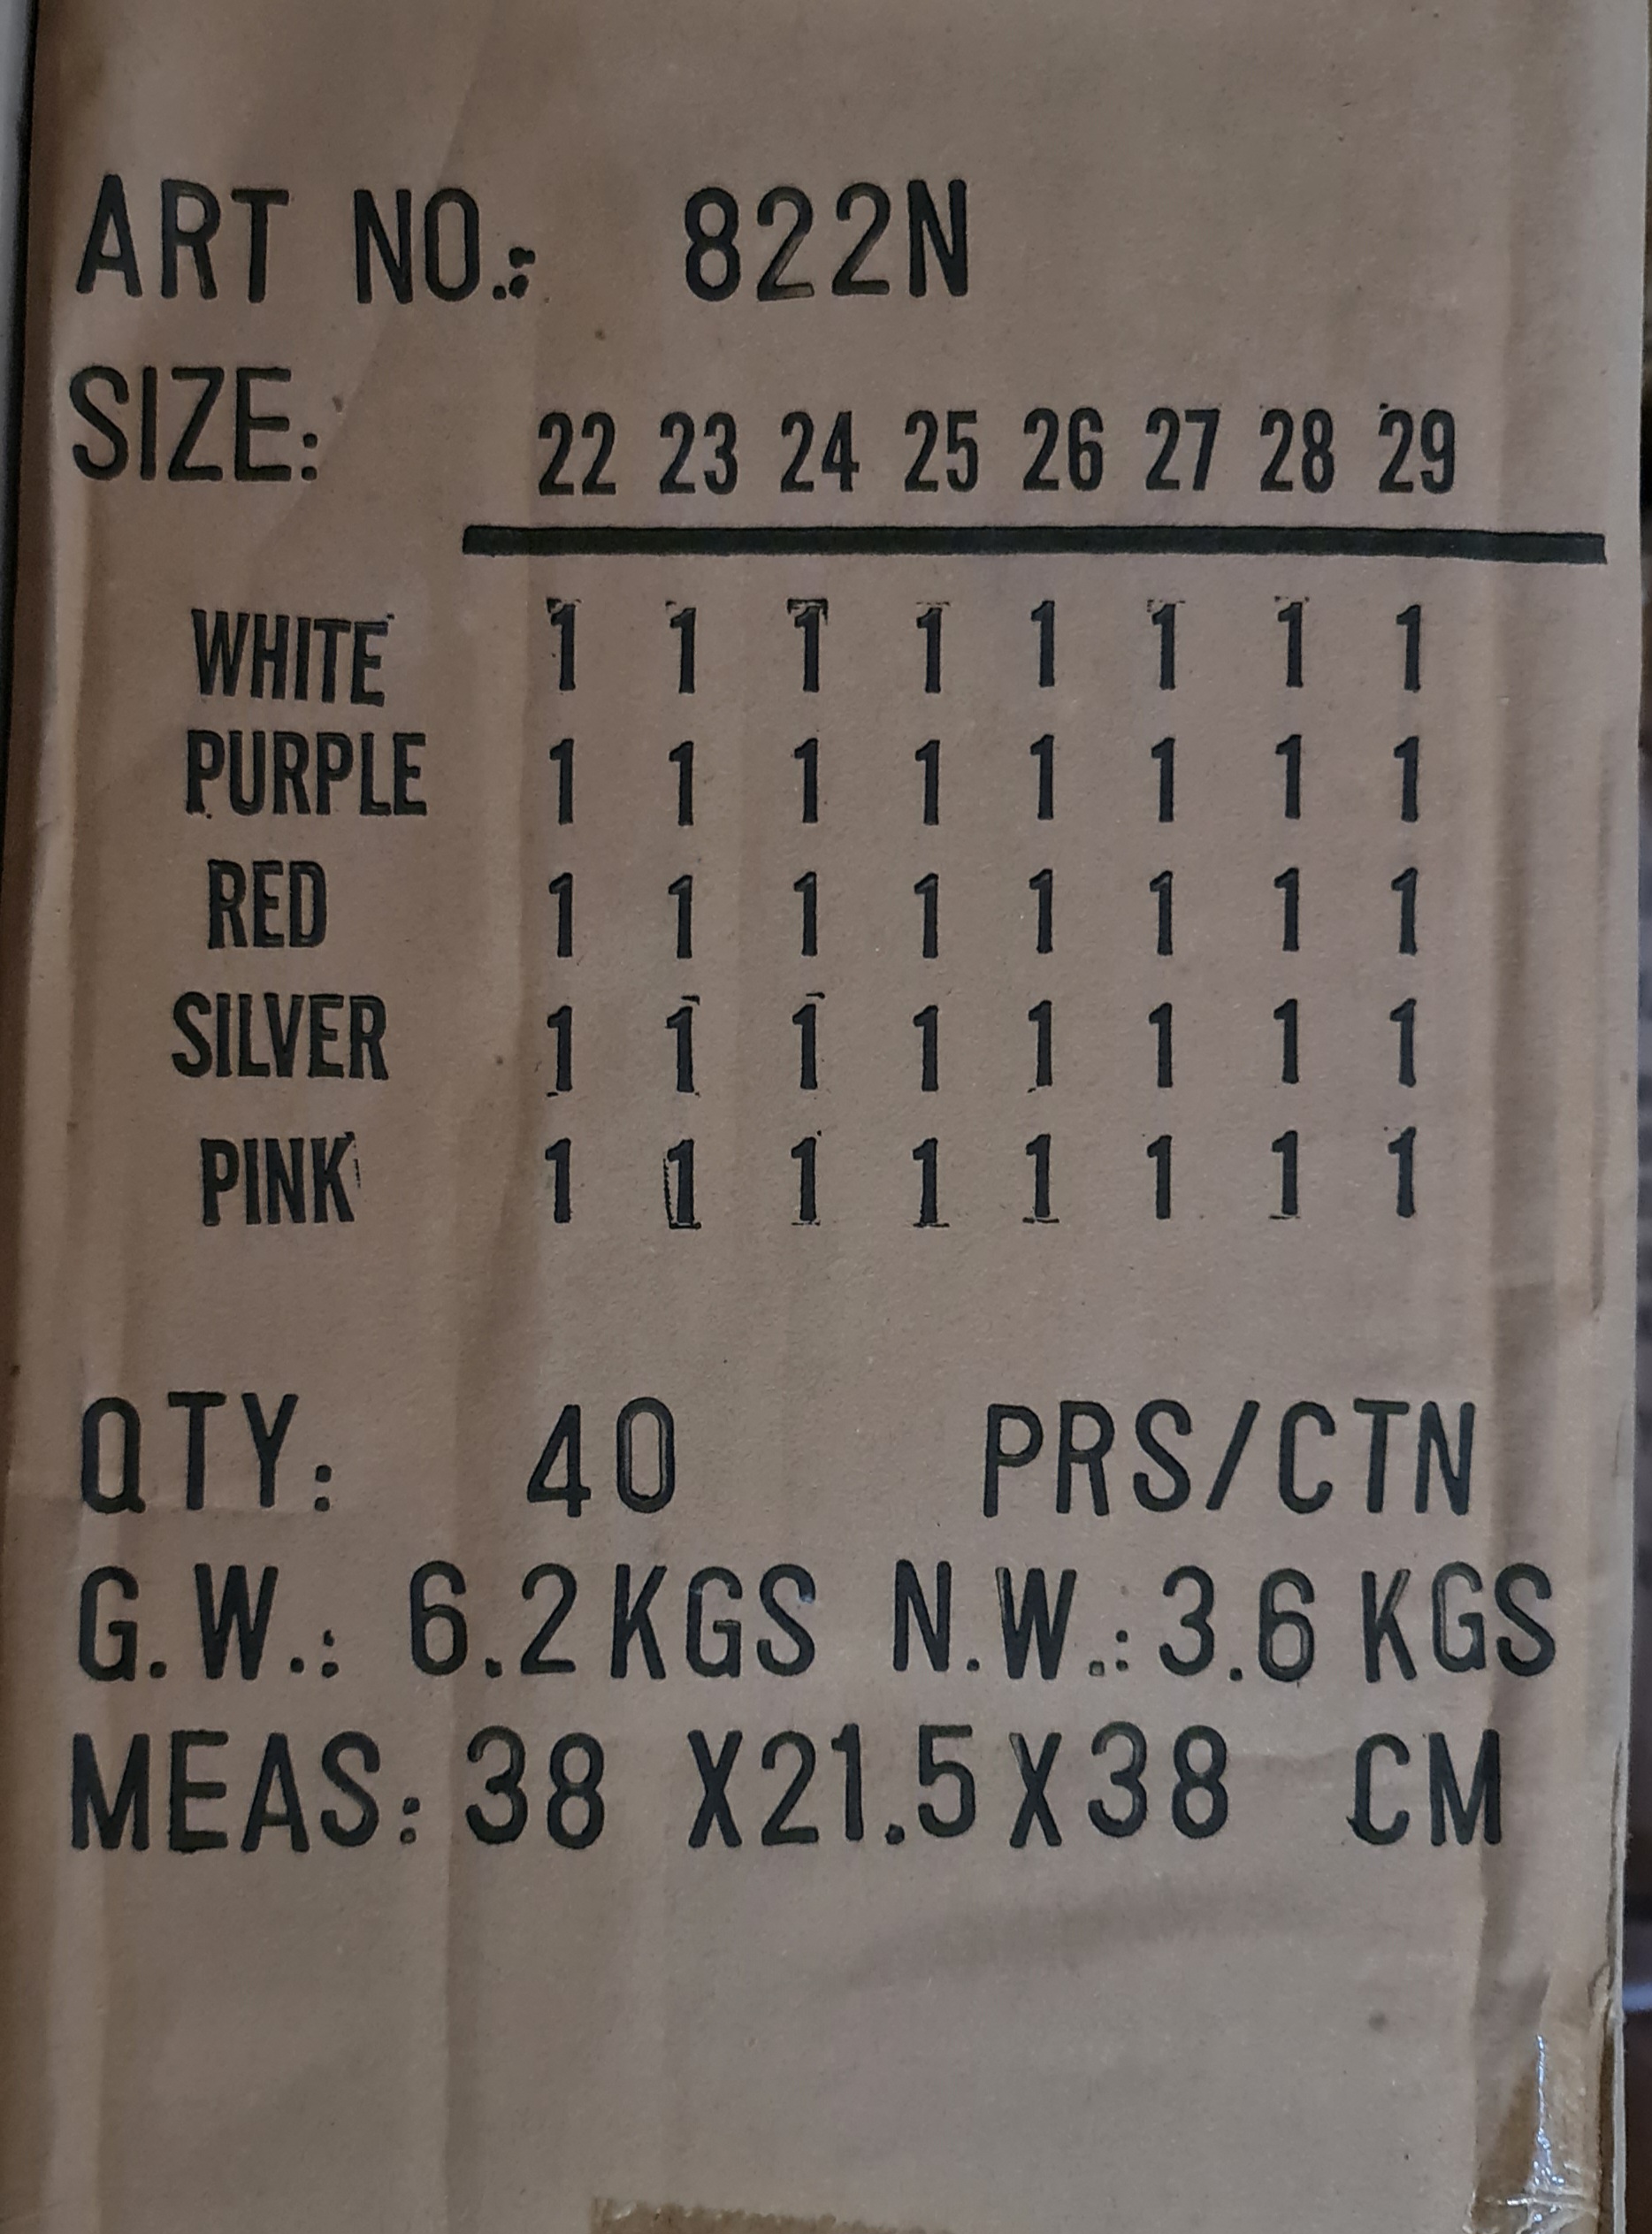 ART NO.: 822N
SIZE: 22 23 24 25 26 27 28 29
WHITE 1 1 1 1 1 1 1 1
PURPLE 1 1 1 1 1 1 1 1
RED 1 1 1 1 1 1 1 1
SILVER 1 1 1 1 1 1 1 1
PINK 1 1 1 1 1 1 1 1
QTY: 40 PRS/CTN
G.W.: 6.2KGS N.W.: 3.6 KGS
MEAS: 38 X21.5X38 CM